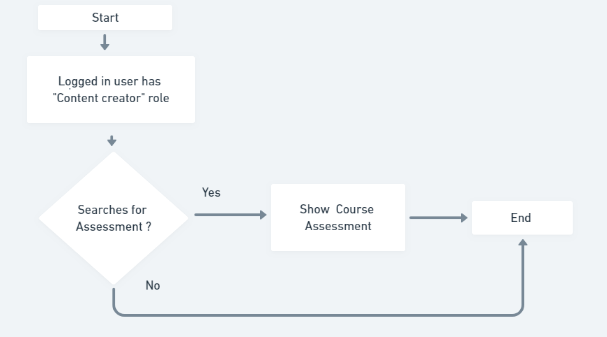 Start
Logged in user has
"Content creator" role
Searches for
Assessment ?
Yes
Show Course
Assessment
End
No